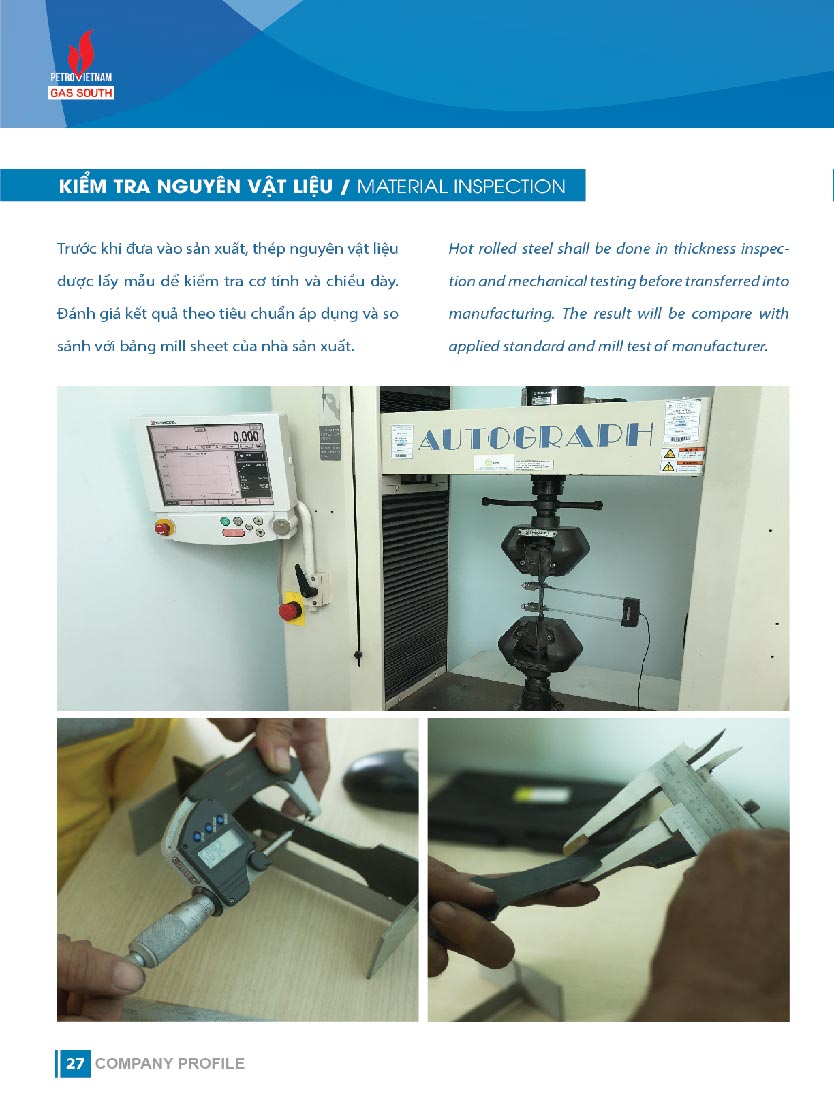 PETROVIETNAM
GAS SOUTH
KIỂM TRA NGUYÊN VẬT LIỆU / MATERIAL INSPECTION
Trước khi đưa vào sản xuất, thép nguyên vật liệu
được lấy mẫu để kiểm tra cơ tính và chiều dày.
Đánh giá kết quả theo tiêu chuẩn áp dụng và so
sánh với bảng mill sheet của nhà sản xuất.
Hot rolled steel shall be done in thickness inspec-
tion and mechanical testing before transferred into
manufacturing. The result will be compare with
applied standard and mill test of manufacturer.
0.000
AUTOGRAPH
27 COMPANY PROFILE